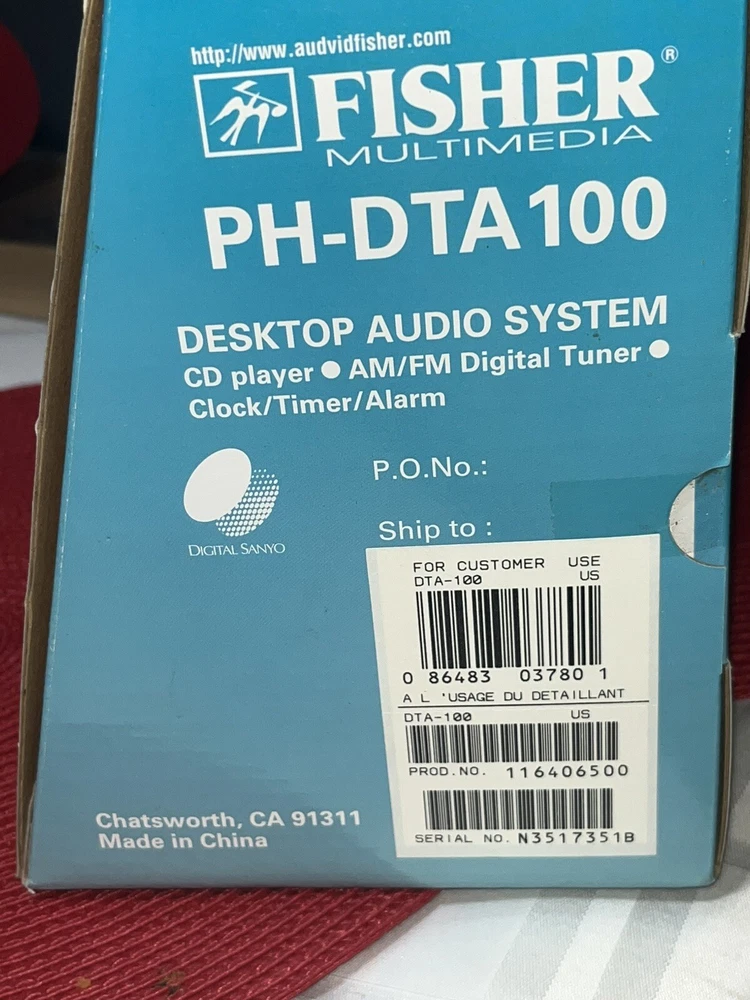 http://www.audvidfisher.com
FISHER®
MULTIMEDIA
PH-DTA100
DESKTOP AUDIO SYSTEM
CD player ● AM/FM Digital Tuner ●
Clock/Timer/Alarm
DIGITAL SANYO
P.O.No.:
Ship to :
FOR CUSTOMER USE
DTA-100 US
0 86483 03780 1
A L 'USAGE DU DETAILLANT
DTA-100 US
PROD.NO. 116406500
SERIAL NO. N3517351B
Chatsworth, CA 91311
Made in China